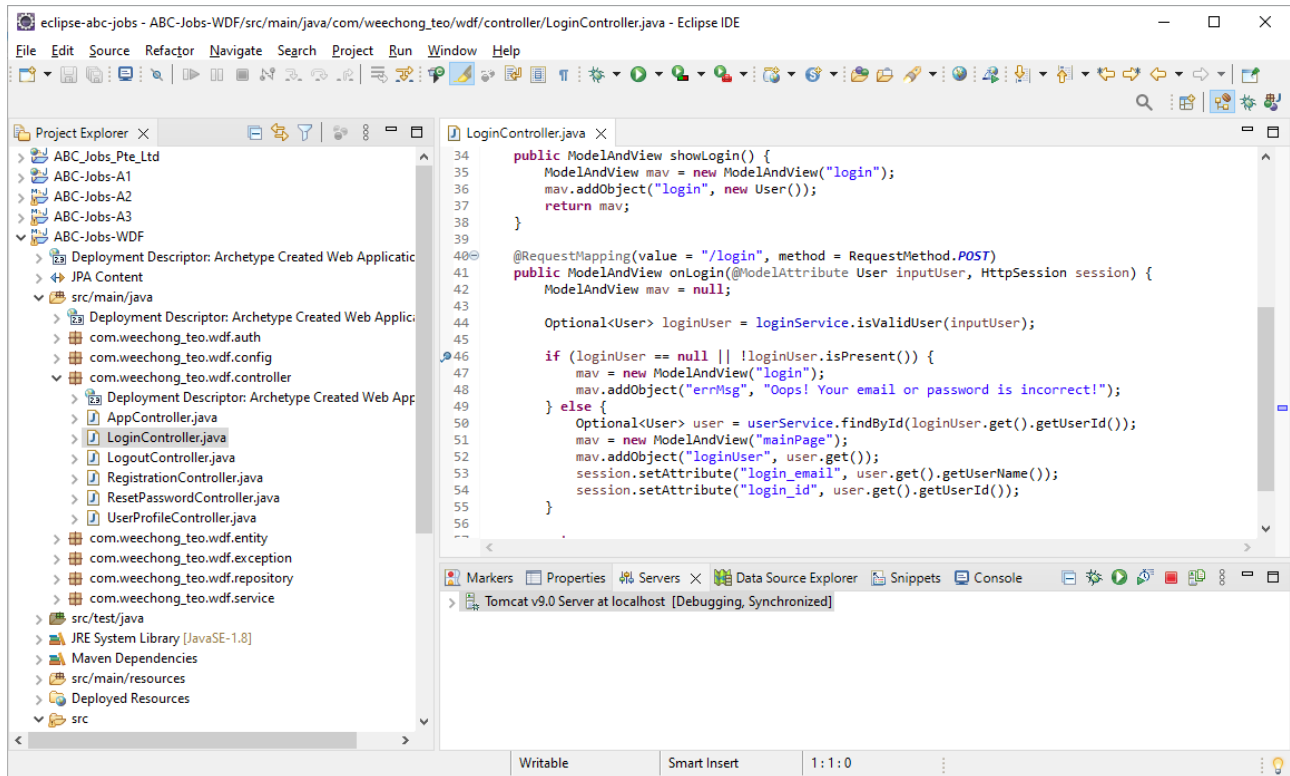 eclipse-abc-jobs - ABC-Jobs-WDF/src/main/java/com/weechong_teo/wdf/controller/LoginController.java - Eclipse IDE
File Edit Source Refactor Navigate Search Project Run Window Help
Project Explorer
ABC_Jobs_Pte_Ltd
ABC-Jobs-A1
ABC-Jobs-A2
ABC-Jobs-A3
ABC-Jobs-WDF
Deployment Descriptor: Archetype Created Web Applicatic
JPA Content
src/main/java
Deployment Descriptor: Archetype Created Web Applic
com.weechong_teo.wdf.auth
com.weechong_teo.wdf.config
com.weechong_teo.wdf.controller
Deployment Descriptor: Archetype Created Web App
AppController.java
LoginController.java
LogoutController.java
RegistrationController.java
ResetPasswordController.java
UserProfileController.java
com.weechong_teo.wdf.entity
com.weechong_teo.wdf.exception
com.weechong_teo.wdf.repository
com.weechong_teo.wdf.service
src/test/java
JRE System Library [JavaSE-1.8]
Maven Dependencies
src/main/resources
Deployed Resources
src
LoginController.java
34 public ModelAndView showLogin() {
35 ModelAndView mav = new ModelAndView("login");
36 mav.addObject("login", new User());
37 return mav;
38 }
39
40 @RequestMapping(value = "/login", method = RequestMethod.POST)
41 public ModelAndView onLogin(@ModelAttribute User inputUser, HttpSession session) {
42 ModelAndView mav = null;
43
44 Optional<User> loginUser = loginService.isValidUser(inputUser);
45
46 if (loginUser == null || !loginUser.isPresent()) {
47 mav = new ModelAndView("login");
48 mav.addObject("errMsg", "Oops! Your email or password is incorrect!");
49 } else {
50 Optional<User> user = userService.findById(loginUser.get().getUserId());
51 mav = new ModelAndView("mainPage");
52 mav.addObject("loginUser", user.get());
53 session.setAttribute("login_email", user.get().getUserName());
54 session.setAttribute("login_id", user.get().getUserId());
55 }
56
Markers Properties Servers Data Source Explorer Snippets Console
Tomcat v9.0 Server at localhost [Debugging, Synchronized]
Writable Smart Insert 1 : 1 : 0